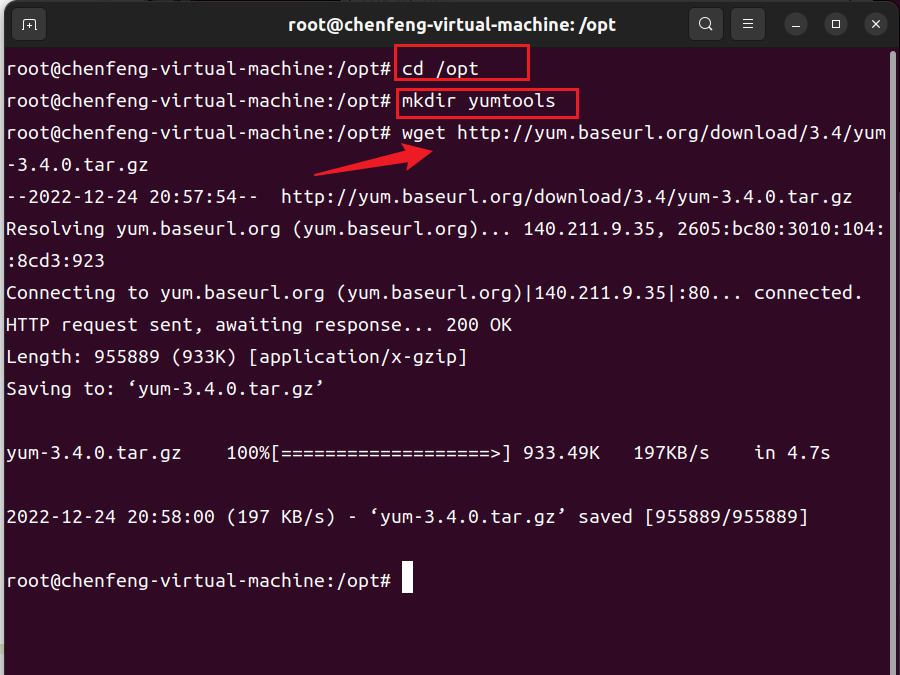 root@chenfeng-virtual-machine: /opt
root@chenfeng-virtual-machine:/opt# cd /opt
root@chenfeng-virtual-machine:/opt# mkdir yumtools
root@chenfeng-virtual-machine:/opt# wget http://yum.baseurl.org/download/3.4/yum
-3.4.0.tar.gz
--2022-12-24 20:57:54--  http://yum.baseurl.org/download/3.4/yum-3.4.0.tar.gz
Resolving yum.baseurl.org (yum.baseurl.org)... 140.211.9.35, 2605:bc80:3010:104:
:8cd3:923
Connecting to yum.baseurl.org (yum.baseurl.org)|140.211.9.35|:80... connected.
HTTP request sent, awaiting response... 200 OK
Length: 955889 (933K) [application/x-gzip]
Saving to: ‘yum-3.4.0.tar.gz’
yum-3.4.0.tar.gz    100%[===================>] 933.49K   197KB/s    in 4.7s
2022-12-24 20:58:00 (197 KB/s) - ‘yum-3.4.0.tar.gz’ saved [955889/955889]
root@chenfeng-virtual-machine:/opt#